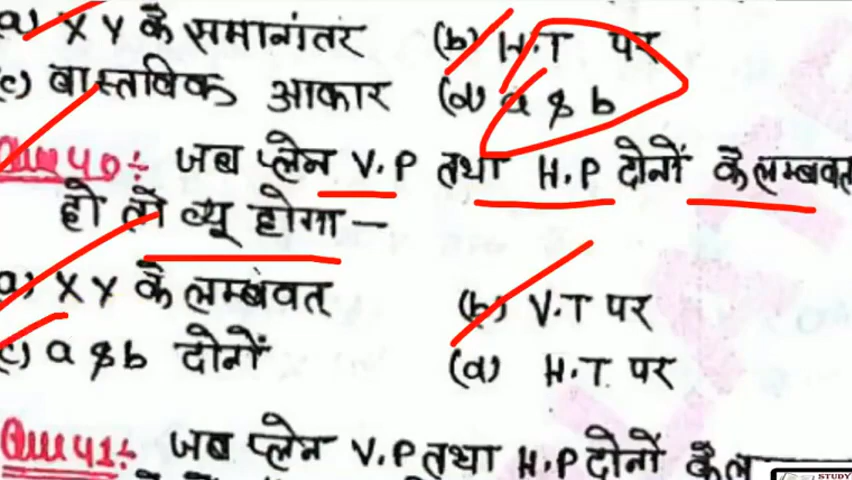 (a) X Y के समानांतर (b) H.T पर
(c) वास्तविक आकार (d) a & b
Que 40:- जब प्लेन V.P तथा H.P दोनों के लम्बवत
हो तो व्यू होगा -
(a) X Y के लम्बवत (b) V.T पर
(c) a & b दोनों (d) H.T पर
Que 41:- जब प्लेन V.P तथा H.P दोनों के ल
STUDY